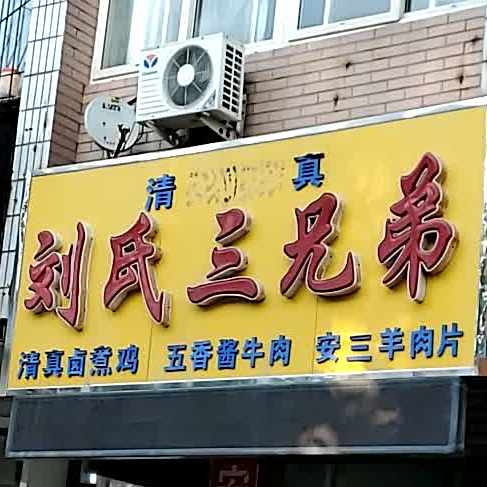 清 真
刘氏三兄弟
清真卤煮鸡 五香酱牛肉 安三羊肉片